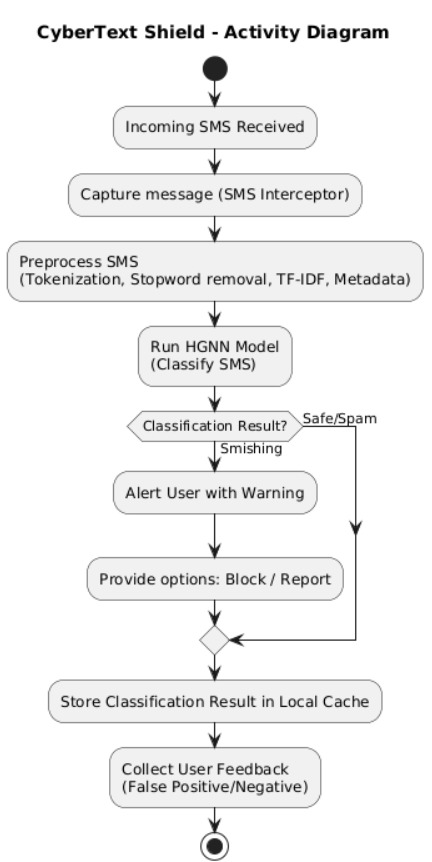 CyberText Shield - Activity Diagram
Incoming SMS Received
Capture message (SMS Interceptor)
Preprocess SMS
(Tokenization, Stopword removal, TF-IDF, Metadata)
Run HGNN Model
(Classify SMS)
Classification Result?
Safe/Spam
Smishing
Alert User with Warning
Provide options: Block / Report
Store Classification Result in Local Cache
Collect User Feedback
(False Positive/Negative)